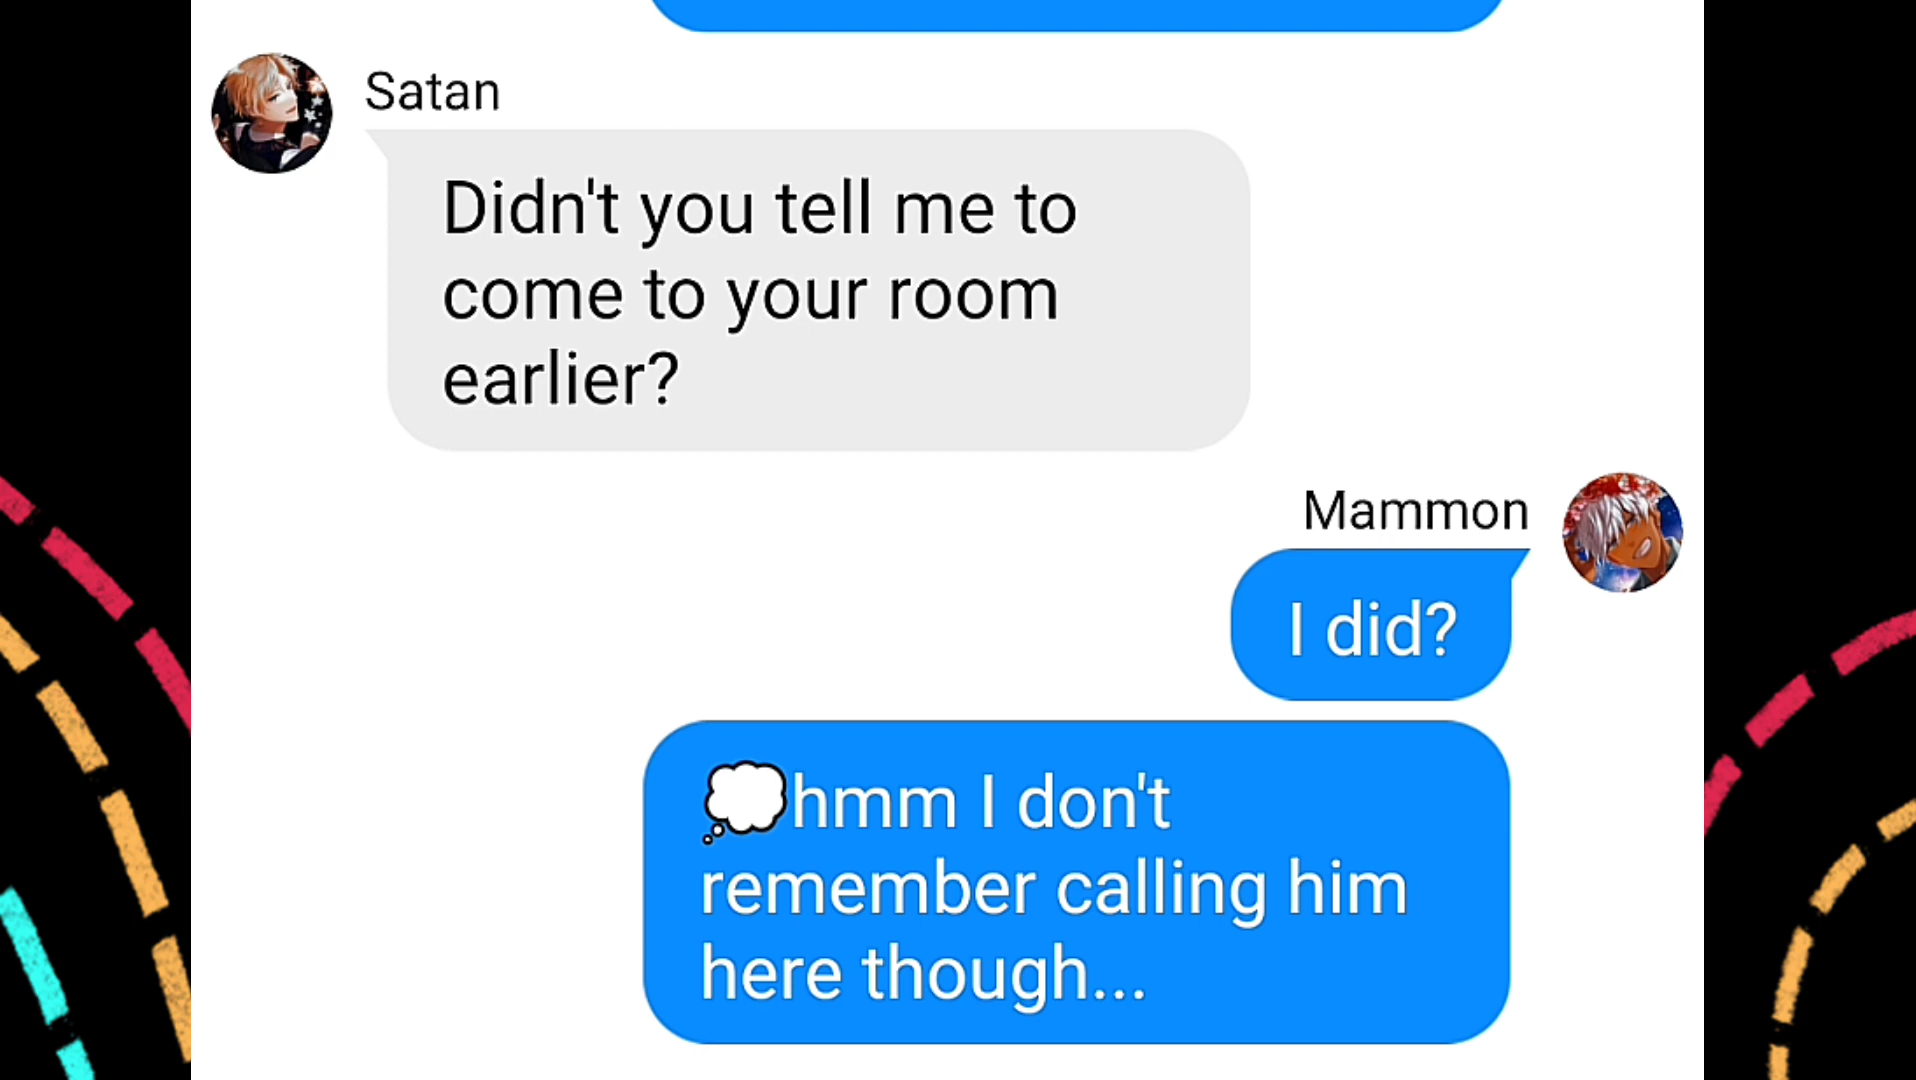 Satan
Didn't you tell me to
come to your room
earlier?
Mammon
I did?
💭hmm I don't
remember calling him
here though...